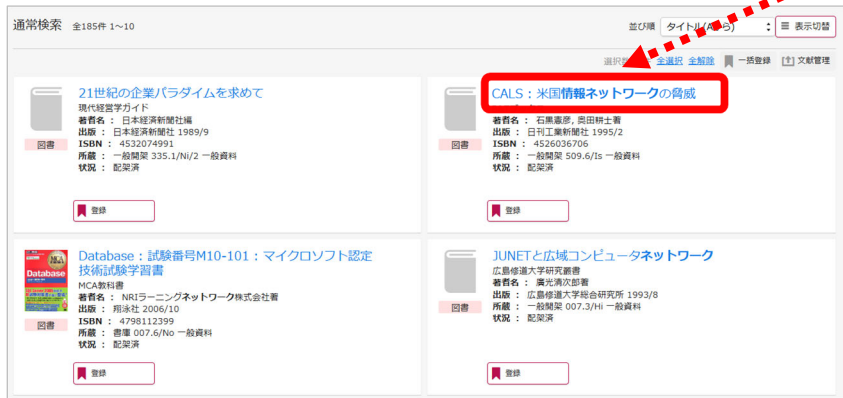 通常検索 全185件 1～10
並び順 タイトル(Aから) 表示切替
全選択 全解除 一括登録 文献管理
21世紀の企業パラダイムを求めて
現代経営学ガイド
著者名 ： 日本経済新聞社編
出版 ： 日本経済新聞社 1989/9
ISBN ： 4532074991
所蔵 ： 一般開架 335.1/Ni/2 一般資料
状況 ： 配架済
図書
登録
CALS：米国情報ネットワークの脅威
著者名 ： 石黒憲彦, 奥田耕士著
出版 ： 日刊工業新聞社 1995/2
ISBN ： 4526036706
所蔵 ： 一般開架 509.6/Is 一般資料
状況 ： 配架済
図書
登録
Database：試験番号M10-101：マイクロソフト認定
技術試験学習書
MCA教科書
著者名 ： NRIラーニングネットワーク株式会社著
出版 ： 翔泳社 2006/10
ISBN ： 4798112399
所蔵 ： 書庫 007.6/No 一般資料
状況 ： 配架済
MCA
Database
図書
登録
JUNETと広域コンピュータネットワーク
広島修道大学研究叢書
著者名 ： 廣光清次郎著
出版 ： 広島修道大学総合研究所 1993/8
所蔵 ： 一般開架 007.3/Hi 一般資料
状況 ： 配架済
図書
登録